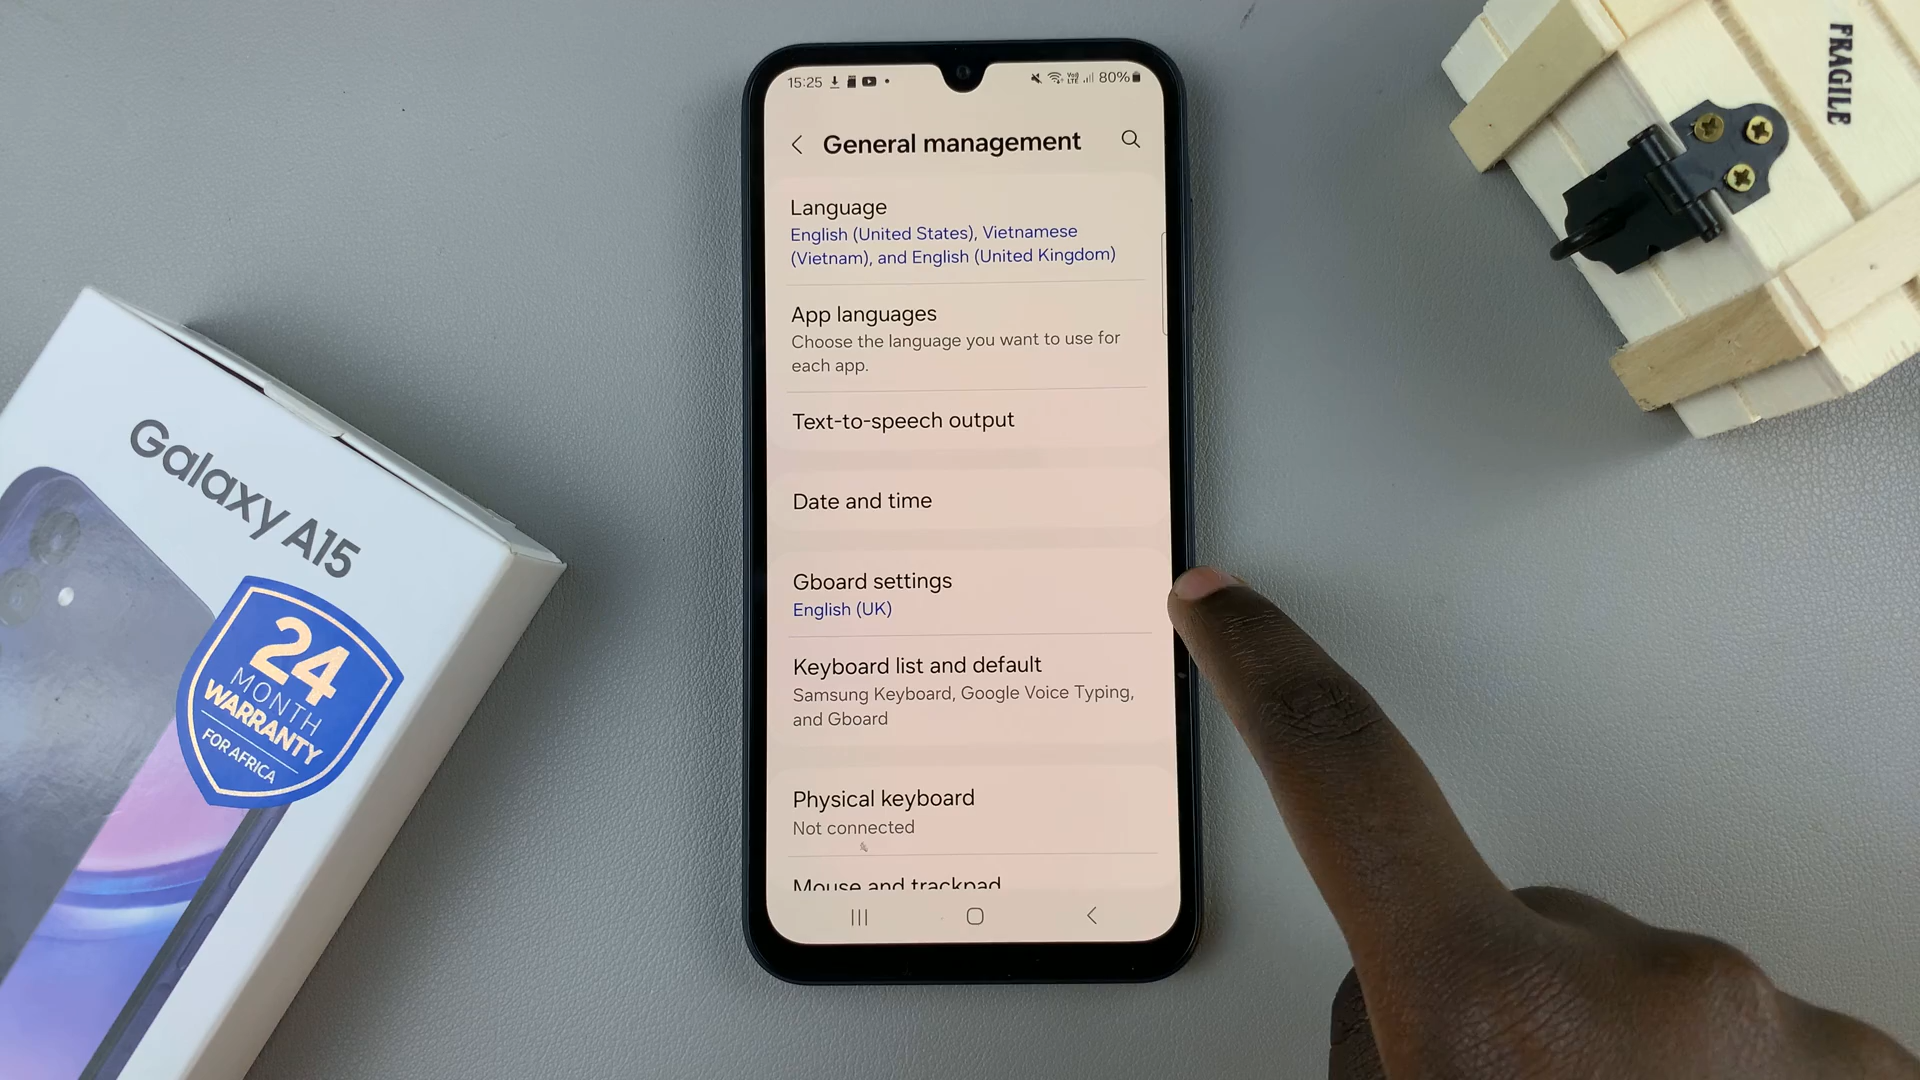 15:25
Vo))
LTE
80%
General management
Language
English (United States), Vietnamese
(Vietnam), and English (United Kingdom)
App languages
Choose the language you want to use for
each app.
Text-to-speech output
Date and time
Gboard settings
English (UK)
Keyboard list and default
Samsung Keyboard, Google Voice Typing,
and Gboard
Physical keyboard
Not connected
Mouse and trackpad
Galaxy A15
24
MONTH
WARRANTY
FOR AFRICA
FRAGILE